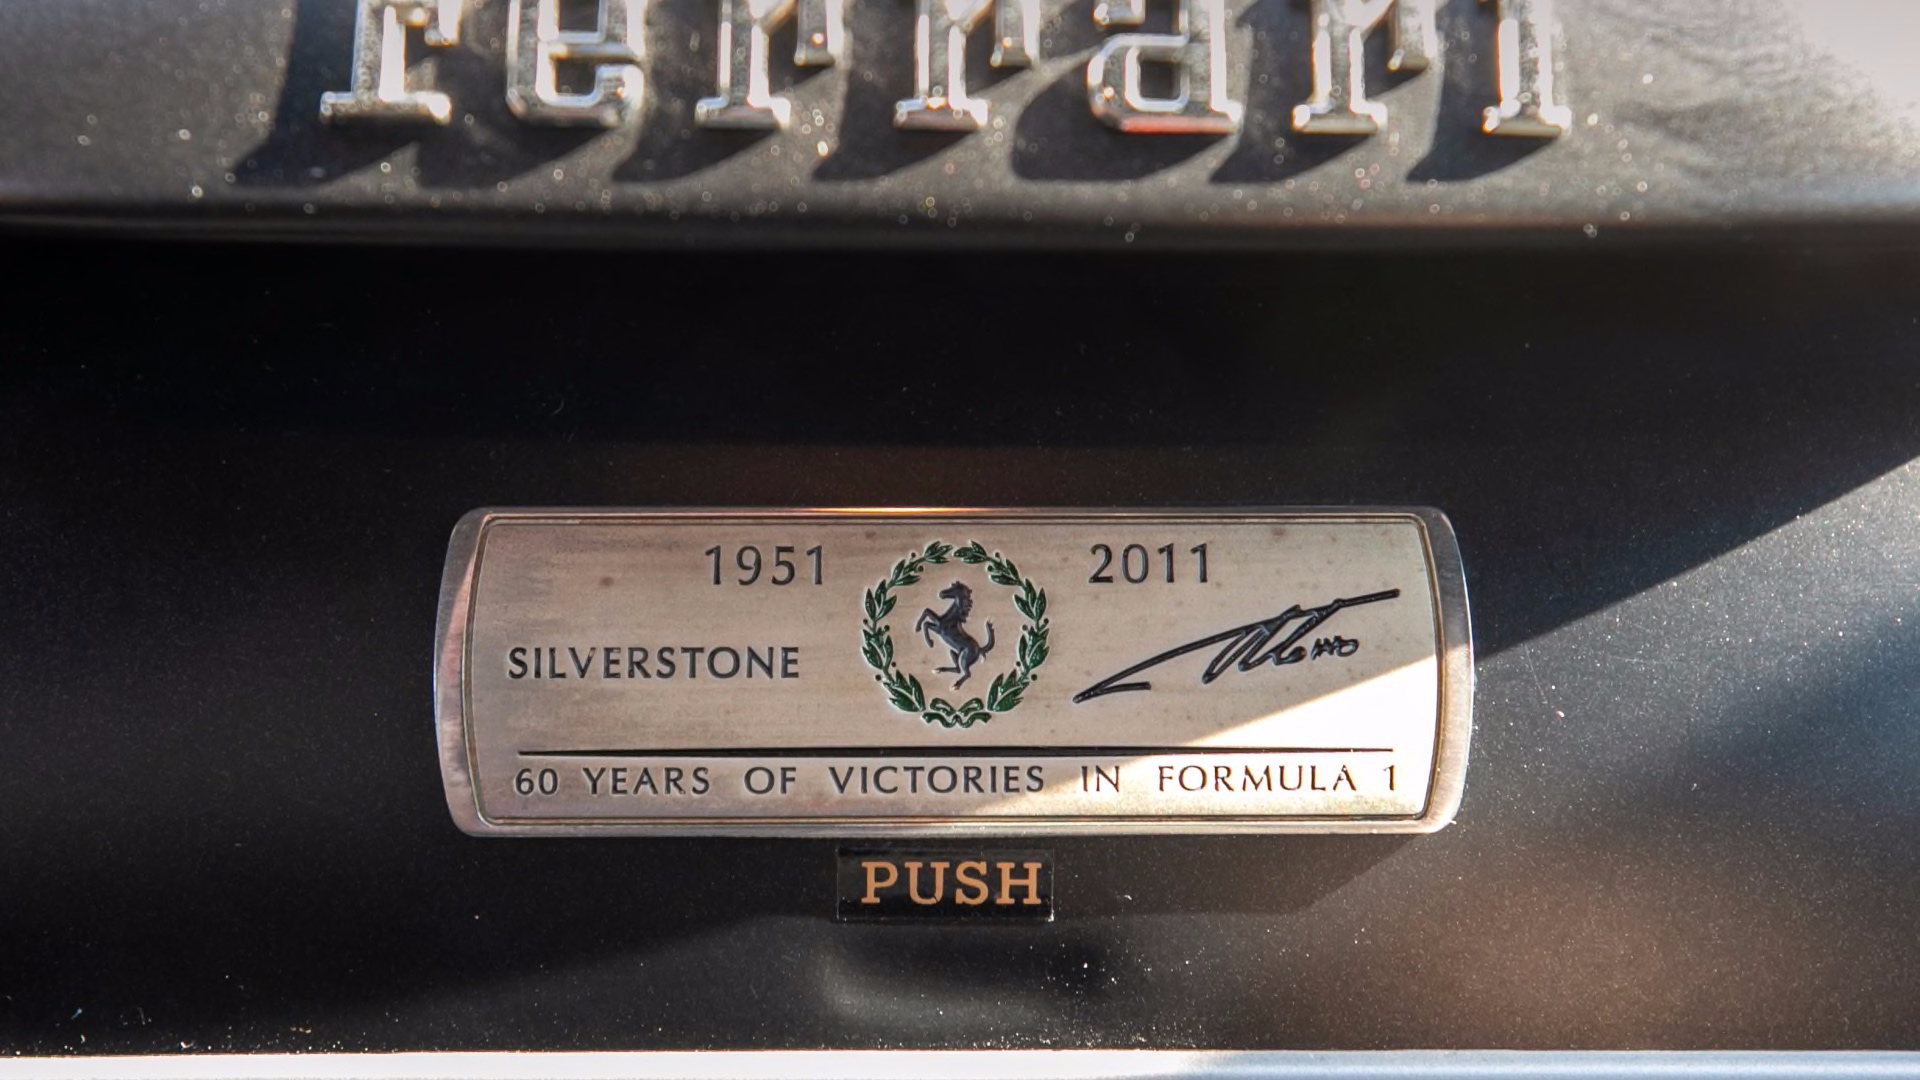 Ferrari
1951 2011
SILVERSTONE
60 YEARS OF VICTORIES IN FORMULA 1
PUSH